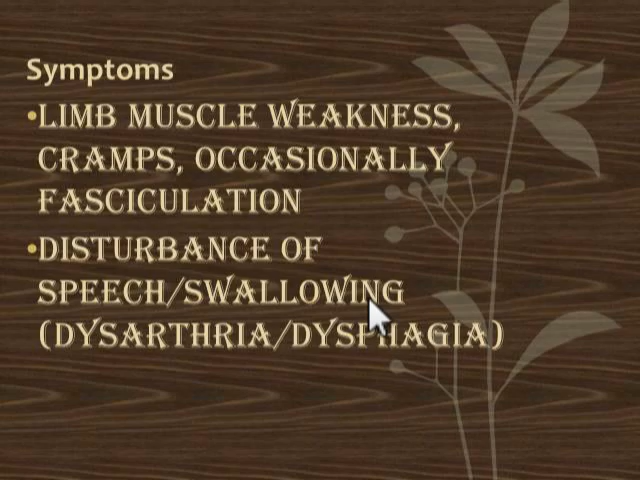 Symptoms
•LIMB MUSCLE WEAKNESS,
CRAMPS, OCCASIONALLY
FASCICULATION
•DISTURBANCE OF
SPEECH/SWALLOWING
(DYSARTHRIA/DYSPHAGIA)